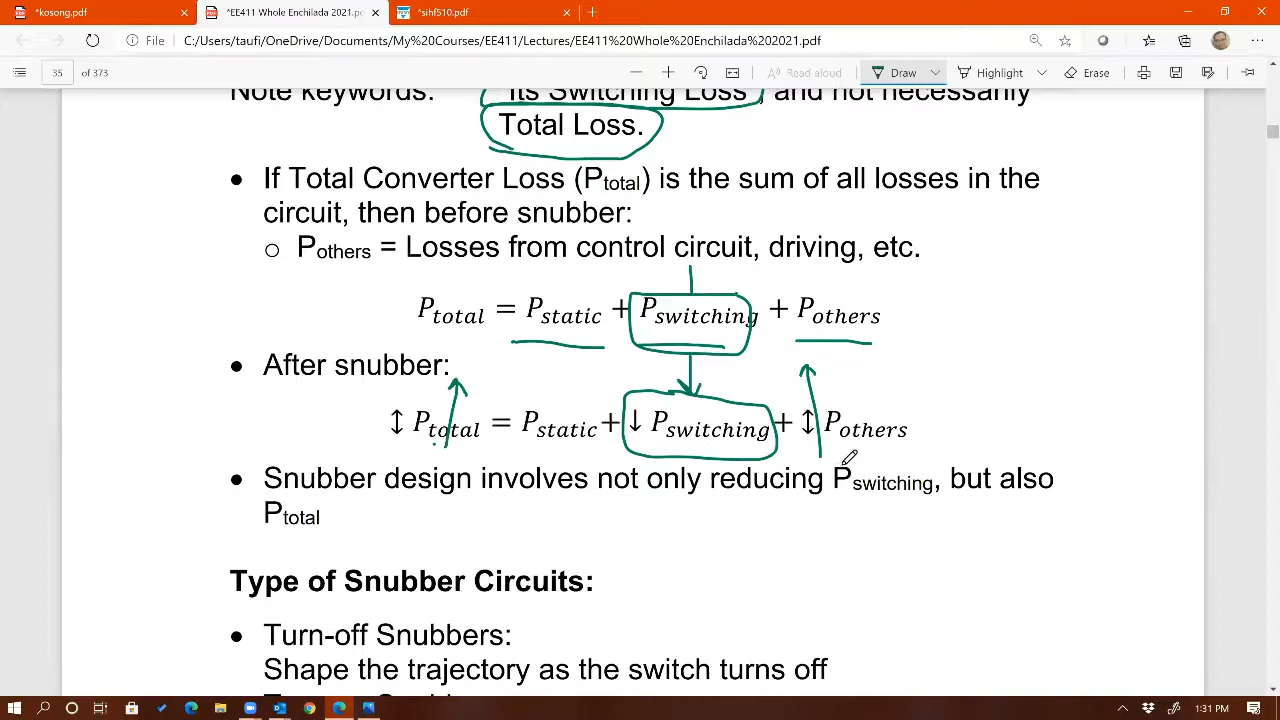 *kosong.pdf
*EE411 Whole Enchilada 2021.pdf
*sihf510.pdf
File
C:/Users/taufi/OneDrive/Documents/My%20Courses/EE411/Lectures/EE411%20Whole%20Enchilada%202021.pdf
35 of 373
Read aloud
Draw
Highlight
Erase
Note keywords: "Its Switching Loss", and not necessarily
Total Loss.
• If Total Converter Loss (Ptotal) is the sum of all losses in the
circuit, then before snubber:
○ Pothers = Losses from control circuit, driving, etc.
Ptotal = Pstatic + Pswitching + Pothers
• After snubber:
↕ Ptotal = Pstatic + ↓ Pswitching + ↕ Pothers
• Snubber design involves not only reducing Pswitching, but also
Ptotal
Type of Snubber Circuits:
• Turn-off Snubbers:
Shape the trajectory as the switch turns off
1:31 PM